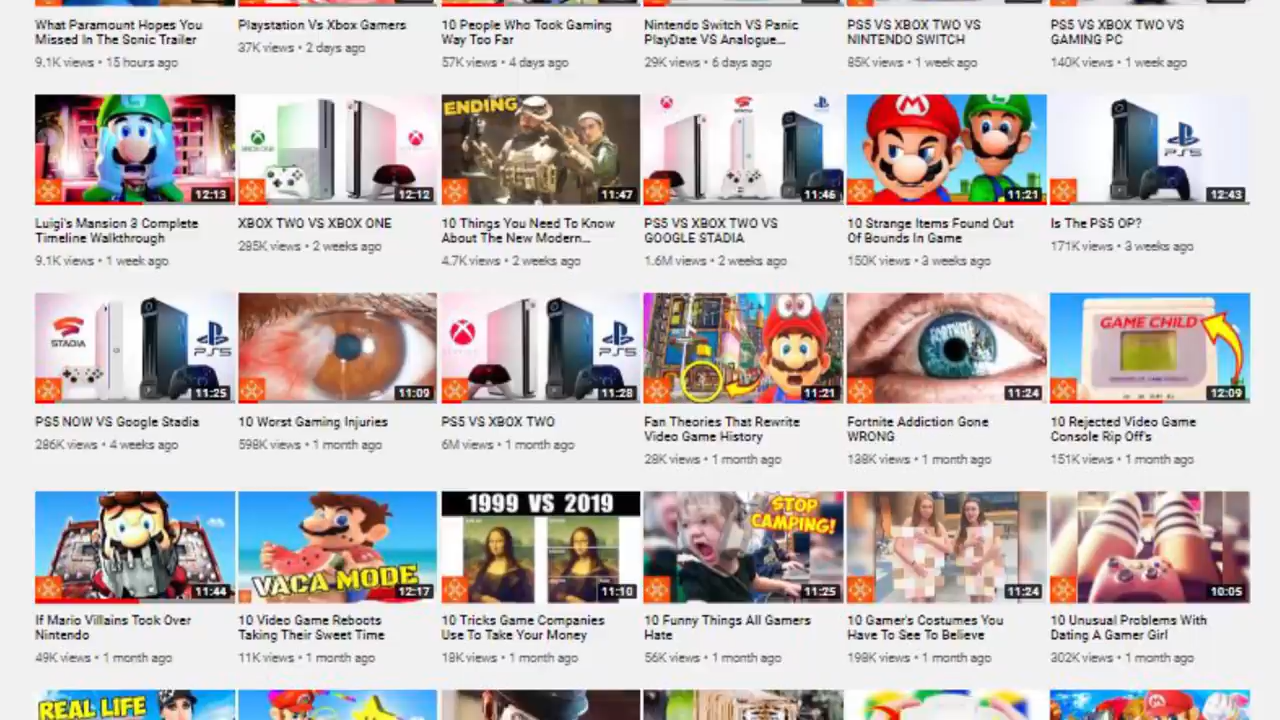 What Paramount Hopes You
Missed In The Sonic Trailer
9.1K views • 15 hours ago
Playstation Vs Xbox Gamers
37K views • 2 days ago
10 People Who Took Gaming
Way Too Far
57K views • 4 days ago
Nintendo Switch VS Panic
PlayDate VS Analogue...
29K views • 6 days ago
PS5 VS XBOX TWO VS
NINTENDO SWITCH
85K views • 1 week ago
PS5 VS XBOX TWO VS
GAMING PC
140K views • 1 week ago
12:13
Luigi's Mansion 3 Complete
Timeline Walkthrough
9.1K views • 1 week ago
XBOX ONE
12:12
XBOX TWO VS XBOX ONE
295K views • 2 weeks ago
ENDING
11:47
10 Things You Need To Know
About The New Modern...
4.7K views • 2 weeks ago
STADIA
11:46
PS5 VS XBOX TWO VS
GOOGLE STADIA
1.6M views • 2 weeks ago
M
L
11:21
10 Strange Items Found Out
Of Bounds In Game
150K views • 3 weeks ago
PS5
12:43
Is The PS5 OP?
171K views • 3 weeks ago
STADIA
PS5
11:25
PS5 NOW VS Google Stadia
286K views • 4 weeks ago
11:09
10 Worst Gaming Injuries
598K views • 1 month ago
PS5
11:28
PS5 VS XBOX TWO
6M views • 1 month ago
11:21
Fan Theories That Rewrite
Video Game History
28K views • 1 month ago
FORTNITE
11:24
Fortnite Addiction Gone
WRONG
138K views • 1 month ago
GAME CHILD
12:09
10 Rejected Video Game
Console Rip Off's
151K views • 1 month ago
11:44
If Mario Villains Took Over
Nintendo
49K views • 1 month ago
VACA MODE
12:17
10 Video Game Reboots
Taking Their Sweet Time
11K views • 1 month ago
1999 VS 2019
11:10
10 Tricks Game Companies
Use To Take Your Money
18K views • 1 month ago
STOP
CAMPING!
11:25
10 Funny Things All Gamers
Hate
56K views • 1 month ago
11:24
10 Gamer's Costumes You
Have To See To Believe
198K views • 1 month ago
10:05
10 Unusual Problems With
Dating A Gamer Girl
302K views • 1 month ago
REAL LIFE